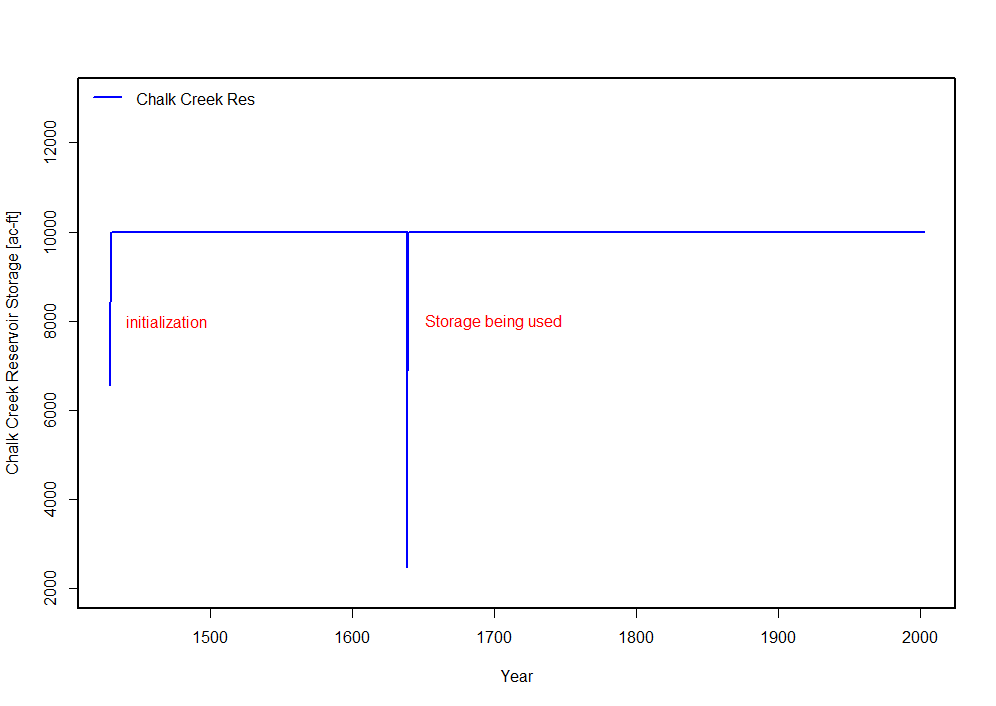 Chalk Creek Res
12000
10000
8000
6000
4000
2000
Chalk Creek Reservoir Storage [ac-ft]
initialization
Storage being used
1500
1600
1700
1800
1900
2000
Year